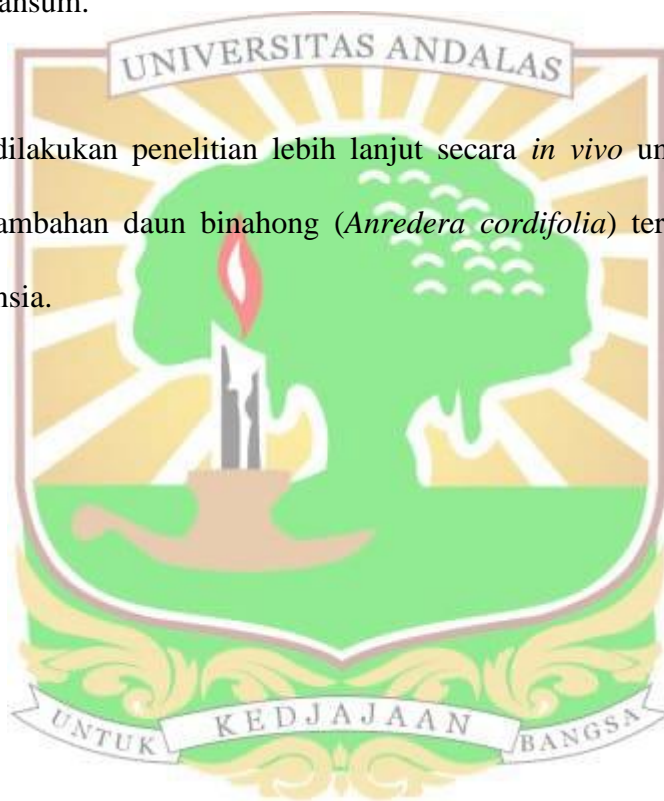 ansum.
UNIVERSITAS ANDALAS
dilakukan penelitian lebih lanjut secara in vivo un
ambahan daun binahong (Anredera cordifolia) ter
nsia.
UNTUK KEDJAJAAN BANGSA